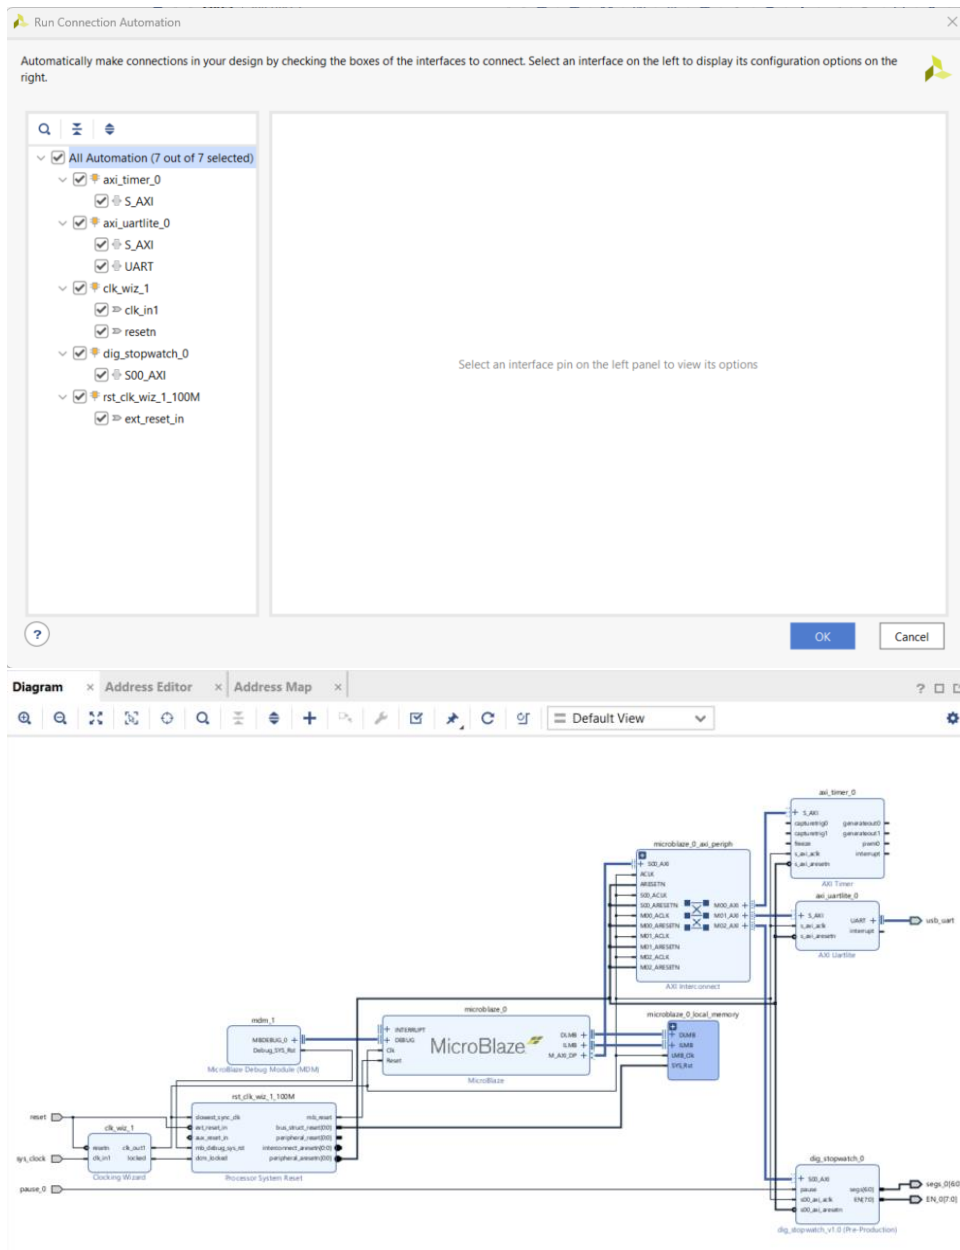 Run Connection Automation
Automatically make connections in your design by checking the boxes of the interfaces to connect. Select an interface on the left to display its configuration options on the
right.
All Automation (7 out of 7 selected)
axi_timer_0
S_AXI
axi_uartlite_0
S_AXI
UART
clk_wiz_1
clk_in1
resetn
dig_stopwatch_0
S00_AXI
rst_clk_wiz_1_100M
ext_reset_in
Select an interface pin on the left panel to view its options
?
OK
Cancel
Diagram
Address Editor
Address Map
Default View
axi_timer_0
S_AXI
capturetrig0 generateout0
capturetrig1 generateout1
freeze pwm0
s_axi_aclk interrupt
s_axi_aresetn
AXI Timer
microblaze_0_axi_periph
S00_AXI
ACLK
ARESETN
S00_ACLK
S00_ARESETN M00_AXI
M00_ACLK M01_AXI
M00_ARESETN M02_AXI
M01_ACLK
M01_ARESETN
M02_ACLK
M02_ARESETN
AXI Interconnect
axi_uartlite_0
S_AXI UART
s_axi_aclk interrupt
s_axi_aresetn
AXI Uartlite
usb_uart
mdm_1
MBDEBUG_0
Debug_SYS_Rst
MicroBlaze Debug Module (MDM)
microblaze_0
INTERRUPT
DEBUG DLMB
Clk ILMB
Reset M_AXI_DP
MicroBlaze
MicroBlaze
microblaze_0_local_memory
DLMB
ILMB
LMB_Clk
SYS_Rst
rst_clk_wiz_1_100M
slowest_sync_clk mb_reset
ext_reset_in bus_struct_reset[0:0]
aux_reset_in peripheral_reset[0:0]
mb_debug_sys_rst interconnect_aresetn[0:0]
dcm_locked peripheral_aresetn[0:0]
Processor System Reset
reset
sys_clock
pause_0
clk_wiz_1
resetn clk_out1
clk_in1 locked
Clocking Wizard
dig_stopwatch_0
S00_AXI
pause segs[6:0]
s00_axi_aclk EN[7:0]
s00_axi_aresetn
dig_stopwatch_v1.0 (Pre-Production)
segs_0[6:0]
EN_0[7:0]